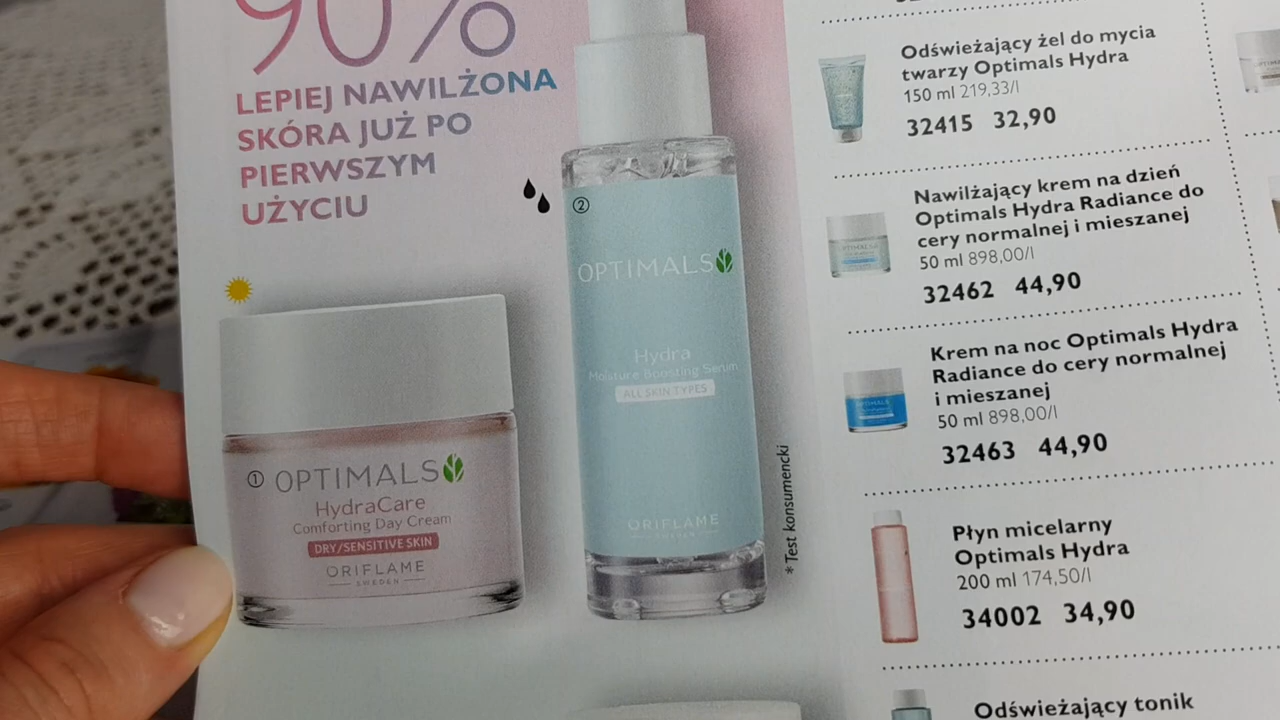 90%
LEPIEJ NAWILŻONA
SKÓRA JUŻ PO
PIERWSZYM
UŻYCIU
①
OPTIMALS
HydraCare
Comforting Day Cream
DRY/SENSITIVE SKIN
ORIFLAME
SWEDEN
②
OPTIMALS
Hydra
Moisture Boosting Serum
ALL SKIN TYPES
ORIFLAME
SWEDEN
* Test konsumencki
Odświeżający żel do mycia
twarzy Optimals Hydra
150 ml 219,33/l
32415 32,90
Nawilżający krem na dzień
Optimals Hydra Radiance do
cery normalnej i mieszanej
50 ml 898,00/l
32462 44,90
OPTIMALS
Krem na noc Optimals Hydra
Radiance do cery normalnej
i mieszanej
50 ml 898,00/l
32463 44,90
Płyn micelarny
Optimals Hydra
200 ml 174,50/l
34002 34,90
Odświeżający tonik